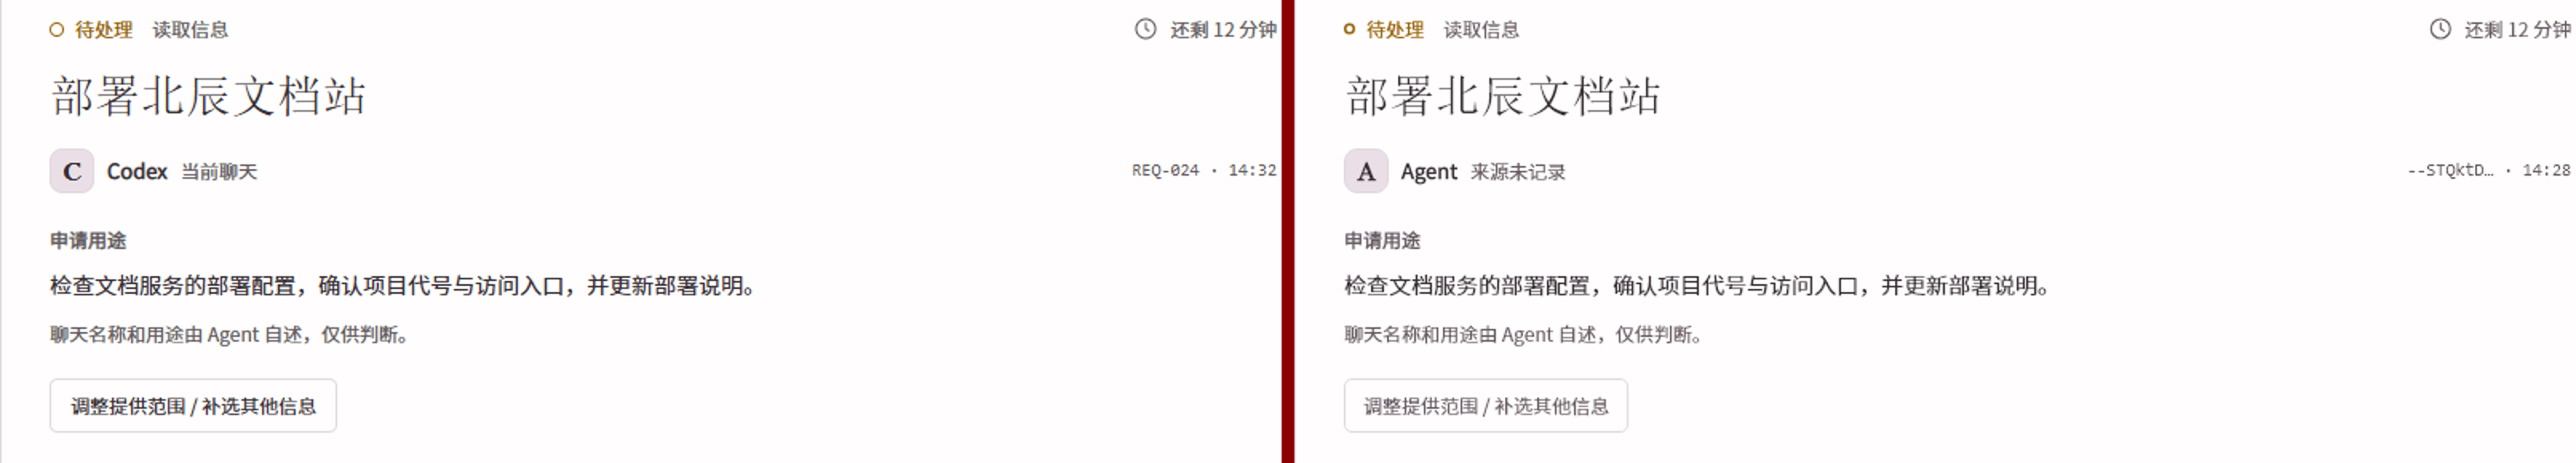 待处理 读取信息 还剩 12 分钟
部署北辰文档站
C Codex 当前聊天 REQ-024 · 14:32
申请用途
检查文档服务的部署配置，确认项目代号与访问入口，并更新部署说明。
聊天名称和用途由 Agent 自述，仅供判断。
调整提供范围 / 补选其他信息
待处理 读取信息 还剩 12 分钟
部署北辰文档站
A Agent 来源未记录 --STQktD… · 14:28
申请用途
检查文档服务的部署配置，确认项目代号与访问入口，并更新部署说明。
聊天名称和用途由 Agent 自述，仅供判断。
调整提供范围 / 补选其他信息